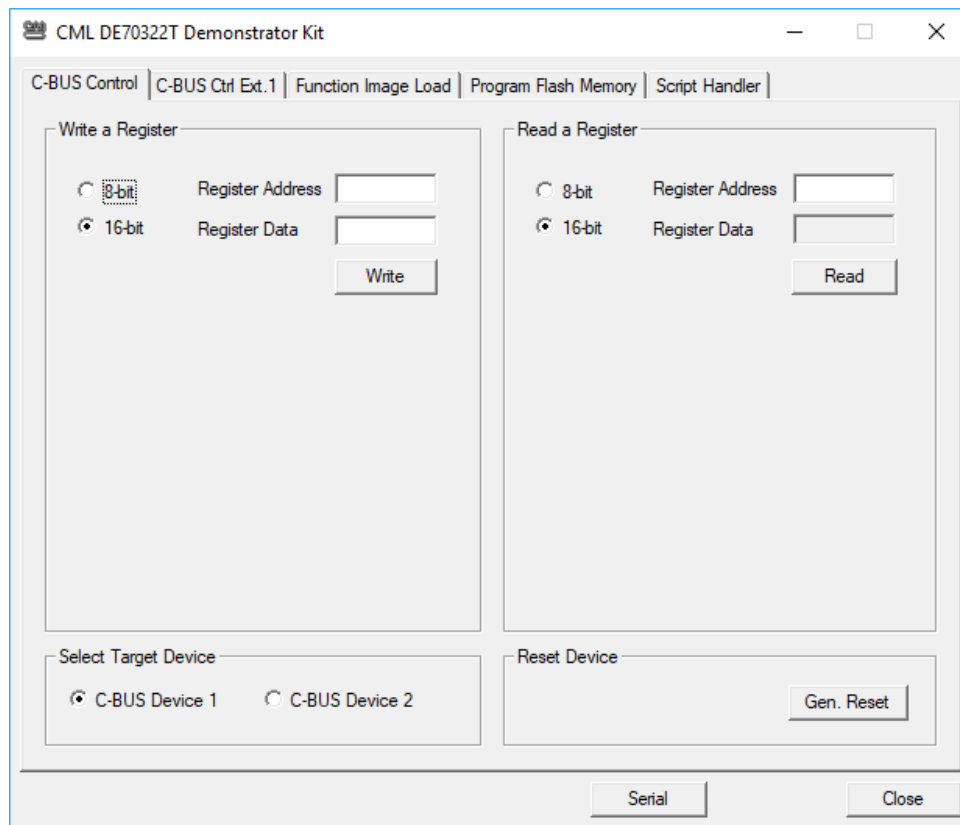 CML DE70322T Demonstrator Kit
C-BUS Control C-BUS Ctrl Ext.1 Function Image Load Program Flash Memory Script Handler
Write a Register
8-bit Register Address
16-bit Register Data
Write
Read a Register
8-bit Register Address
16-bit Register Data
Read
Select Target Device
C-BUS Device 1 C-BUS Device 2
Reset Device
Gen. Reset
Serial Close